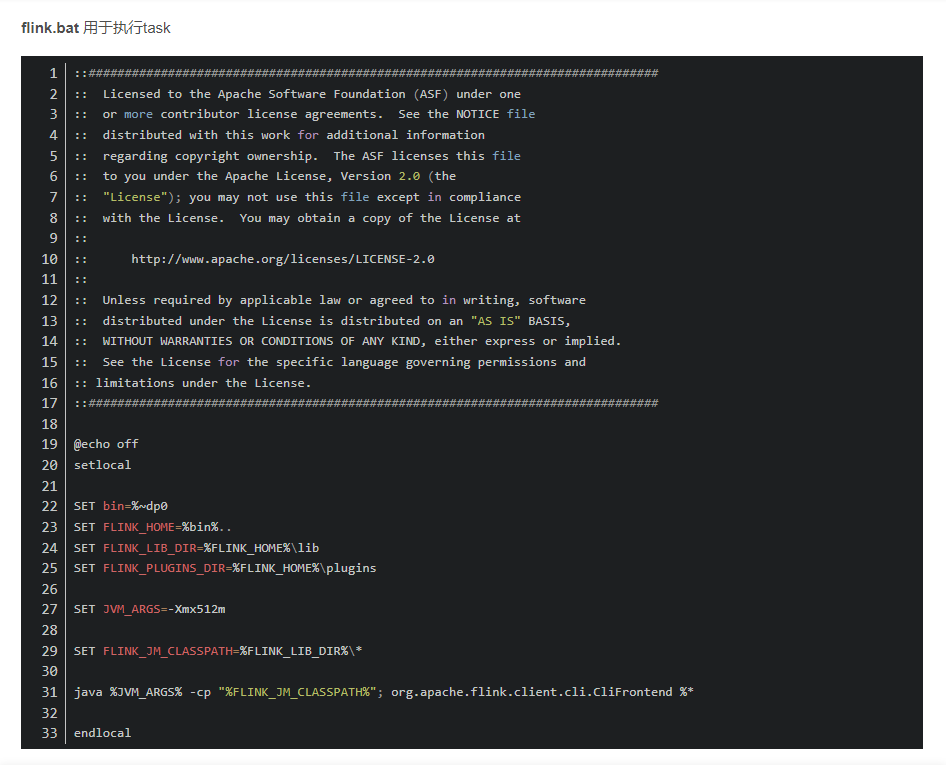 flink.bat 用于执行task
1 ::###############################################################################
2 ::  Licensed to the Apache Software Foundation (ASF) under one
3 ::  or more contributor license agreements.  See the NOTICE file
4 ::  distributed with this work for additional information
5 ::  regarding copyright ownership.  The ASF licenses this file
6 ::  to you under the Apache License, Version 2.0 (the
7 ::  "License"); you may not use this file except in compliance
8 ::  with the License.  You may obtain a copy of the License at
9 ::
10 ::      http://www.apache.org/licenses/LICENSE-2.0
11 ::
12 ::  Unless required by applicable law or agreed to in writing, software
13 ::  distributed under the License is distributed on an "AS IS" BASIS,
14 ::  WITHOUT WARRANTIES OR CONDITIONS OF ANY KIND, either express or implied.
15 ::  See the License for the specific language governing permissions and
16 :: limitations under the License.
17 ::###############################################################################
18
19 @echo off
20 setlocal
21
22 SET bin=%~dp0
23 SET FLINK_HOME=%bin%..
24 SET FLINK_LIB_DIR=%FLINK_HOME%\lib
25 SET FLINK_PLUGINS_DIR=%FLINK_HOME%\plugins
26
27 SET JVM_ARGS=-Xmx512m
28
29 SET FLINK_JM_CLASSPATH=%FLINK_LIB_DIR%\*
30
31 java %JVM_ARGS% -cp "%FLINK_JM_CLASSPATH%"; org.apache.flink.client.cli.CliFrontend %*
32
33 endlocal